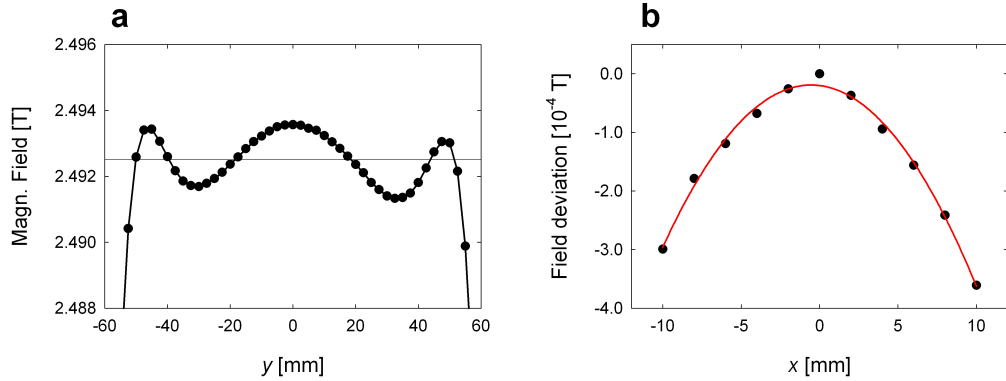 a
b
Magn. Field [T]
2.496
2.494
2.492
2.490
2.488
-60 -40 -20 0 20 40 60
y [mm]
Field deviation [10-4 T]
0.0
-1.0
-2.0
-3.0
-4.0
-10 -5 0 5 10
x [mm]